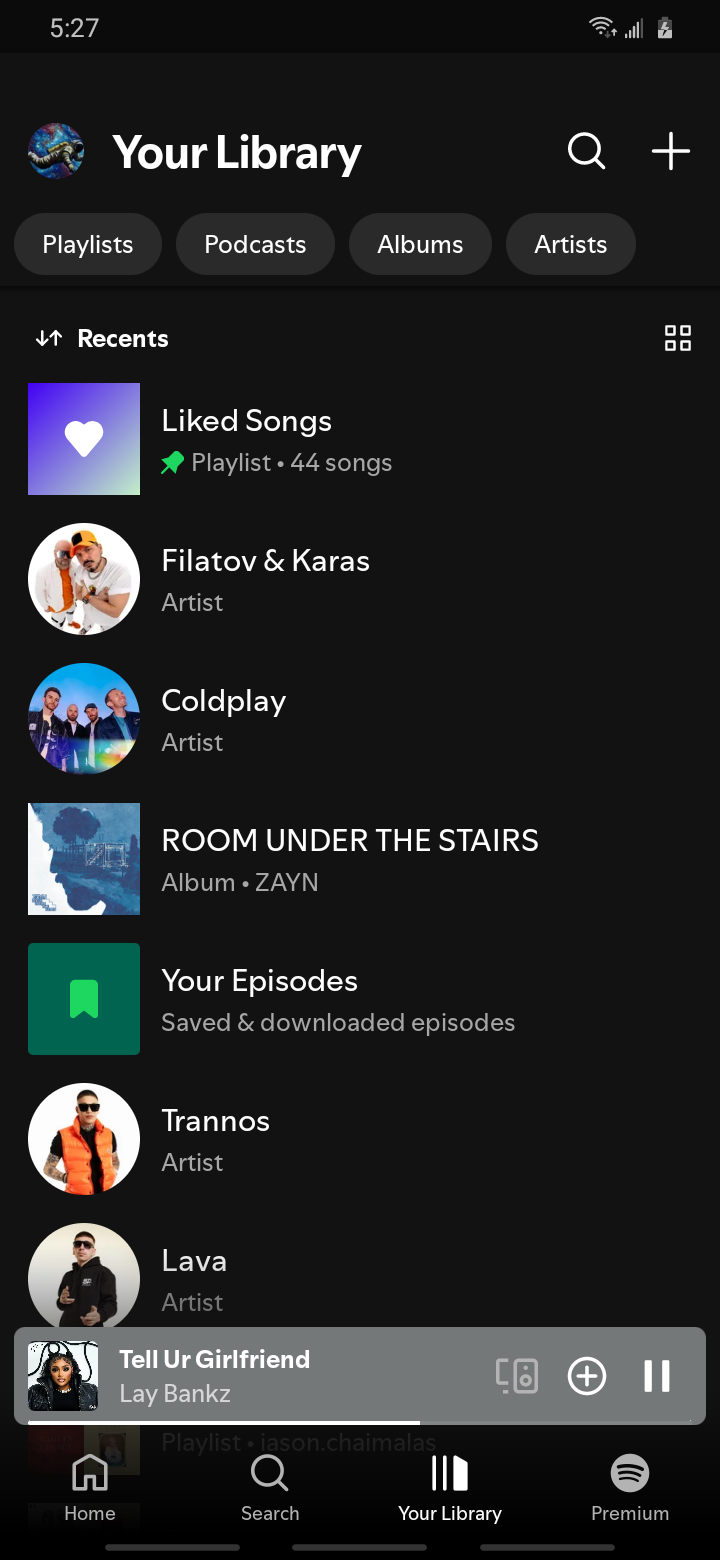 5:27
Your Library
Playlists
Podcasts
Albums
Artists
Recents
Liked Songs
Playlist • 44 songs
Filatov & Karas
Artist
Coldplay
Artist
ROOM UNDER THE STAIRS
Album • ZAYN
Your Episodes
Saved & downloaded episodes
Trannos
Artist
Lava
Artist
Tell Ur Girlfriend
Lay Bankz
Playlist • jason.chaimalas
Home
Search
Your Library
Premium